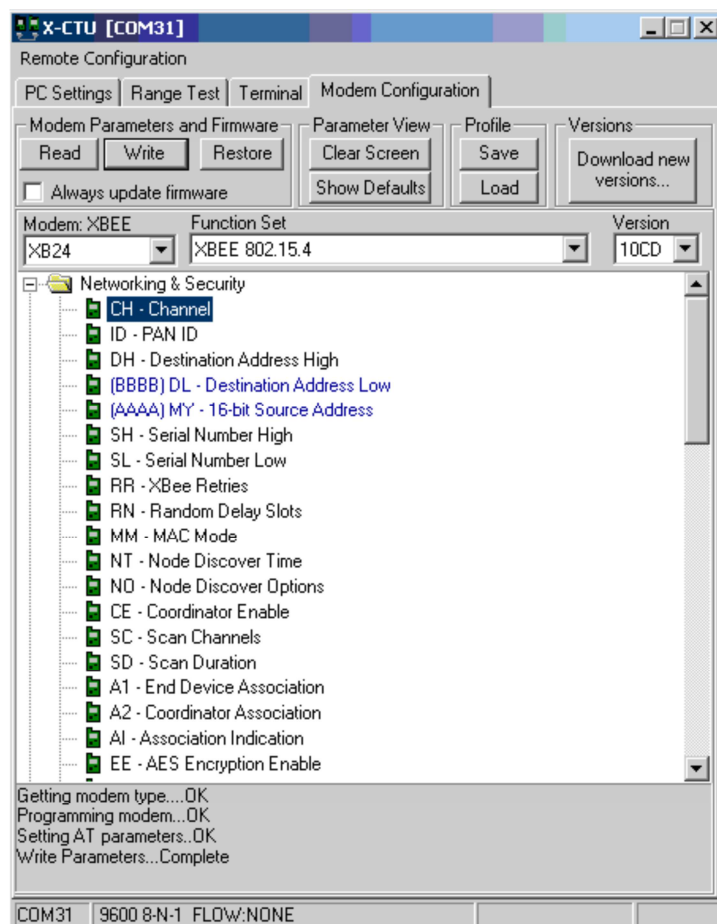 X-CTU [COM31]
Remote Configuration
PC Settings Range Test Terminal Modem Configuration
Modem Parameters and Firmware Parameter View Profile Versions
Read Write Restore Clear Screen Save Download new versions...
Always update firmware Show Defaults Load
Modem: XBEE Function Set Version
XB24 XBEE 802.15.4 10CD
Networking & Security
CH - Channel
ID - PAN ID
DH - Destination Address High
(BBBB) DL - Destination Address Low
(AAAA) MY - 16-bit Source Address
SH - Serial Number High
SL - Serial Number Low
RR - XBee Retries
RN - Random Delay Slots
MM - MAC Mode
NT - Node Discover Time
NO - Node Discover Options
CE - Coordinator Enable
SC - Scan Channels
SD - Scan Duration
A1 - End Device Association
A2 - Coordinator Association
AI - Association Indication
EE - AES Encryption Enable
Getting modem type....OK
Programming modem...OK
Setting AT parameters..OK
Write Parameters...Complete
COM31 9600 8-N-1 FLOW:NONE